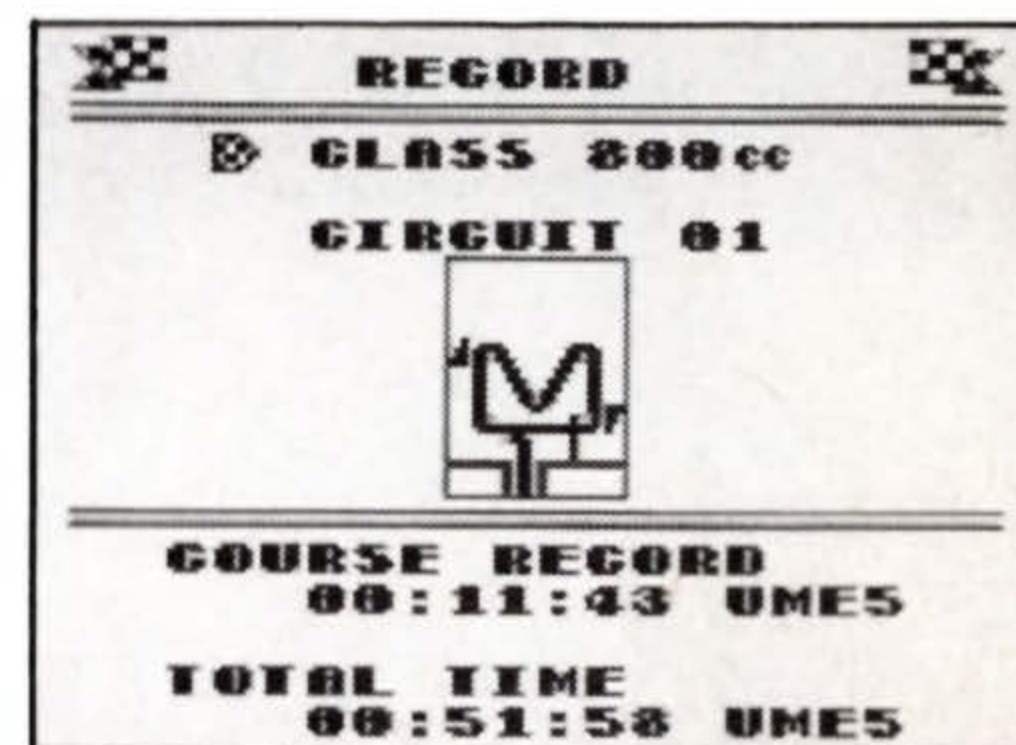 RECORD
CLASS 800cc
CIRCUIT 01
COURSE RECORD
00:11:43 UME5
TOTAL TIME
00:51:58 UME5